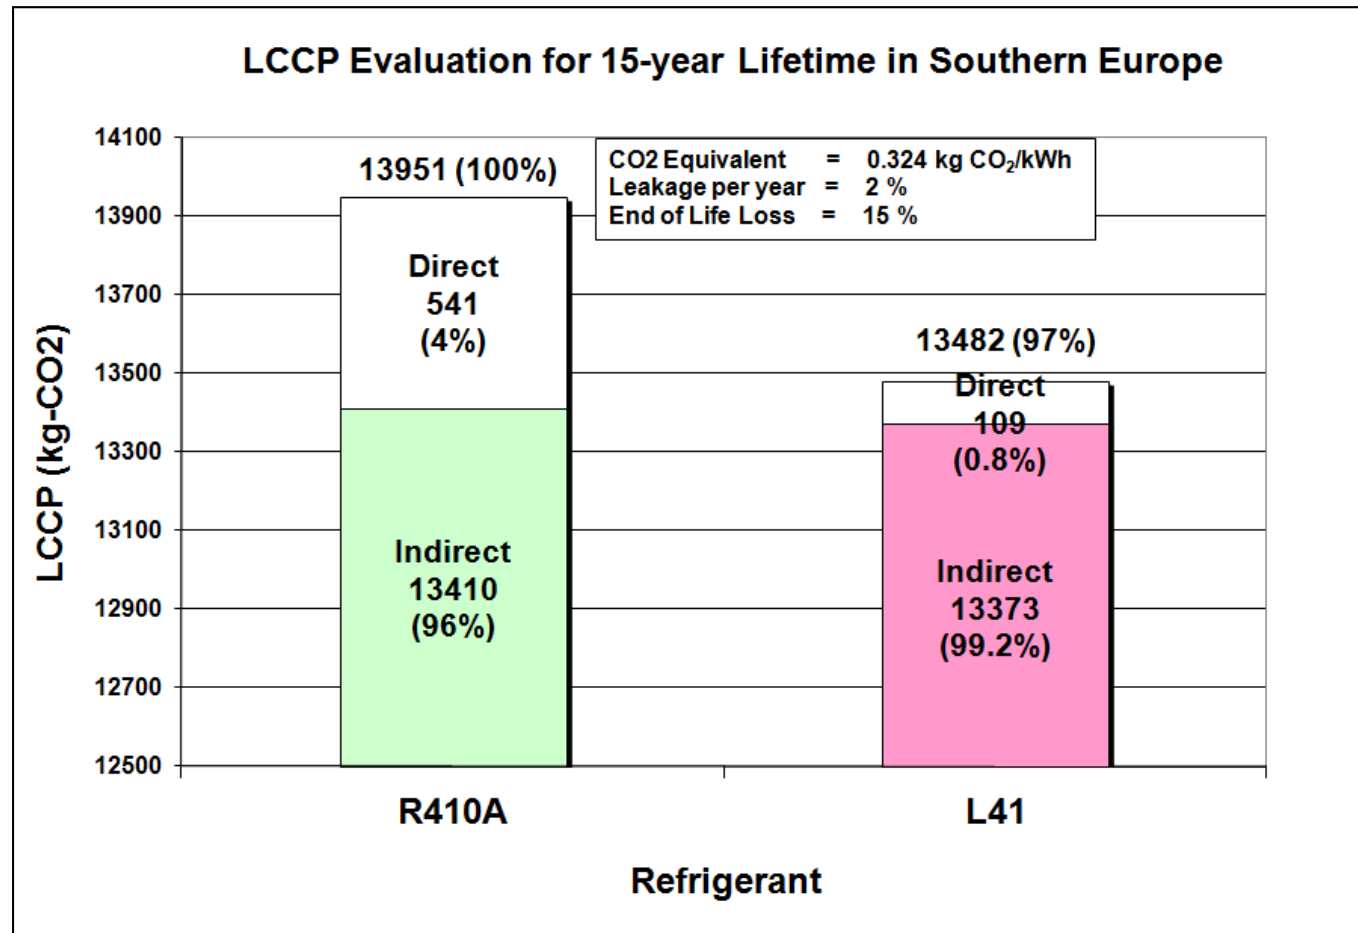 LCCP Evaluation for 15-year Lifetime in Southern Europe
CO2 Equivalent = 0.324 kg CO₂/kWh
Leakage per year = 2 %
End of Life Loss = 15 %
LCCP (kg-CO2)
14100
13900
13700
13500
13300
13100
12900
12700
12500
13951 (100%)
Direct
541
(4%)
Indirect
13410
(96%)
13482 (97%)
Direct
109
(0.8%)
Indirect
13373
(99.2%)
R410A
L41
Refrigerant